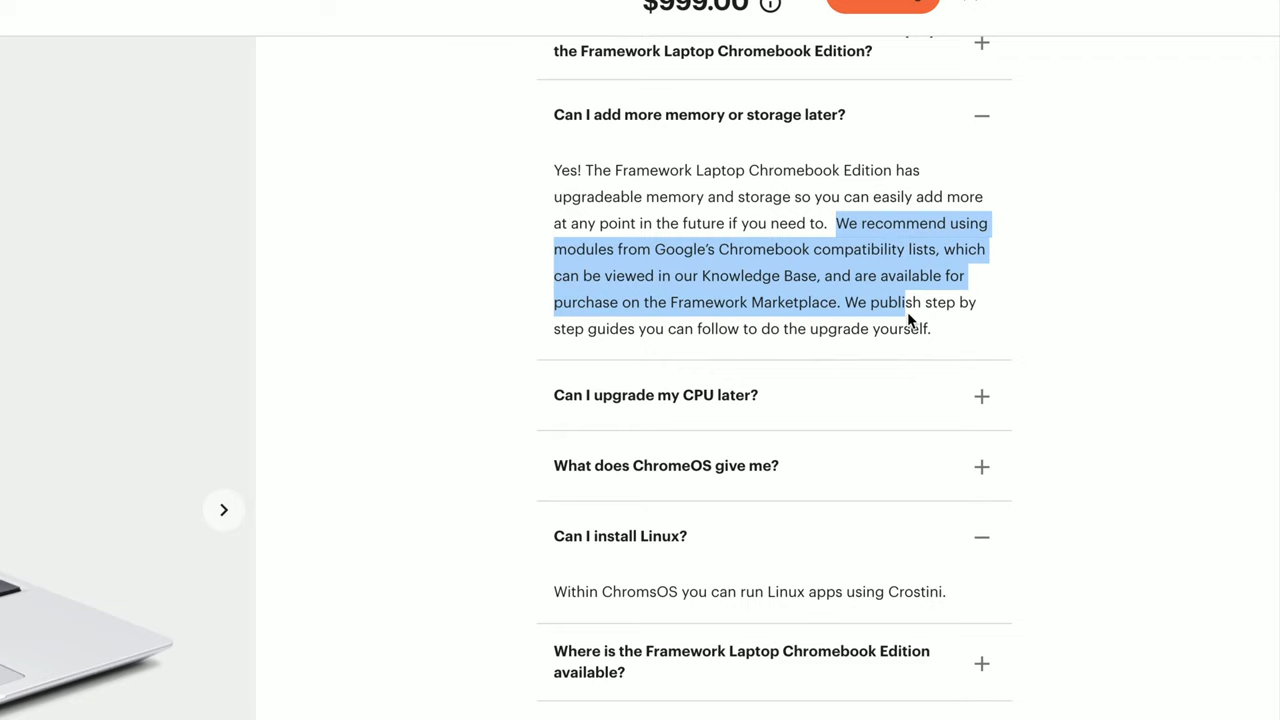 $999.00
the Framework Laptop Chromebook Edition?
Can I add more memory or storage later?
Yes! The Framework Laptop Chromebook Edition has
upgradeable memory and storage so you can easily add more
at any point in the future if you need to. We recommend using
modules from Google’s Chromebook compatibility lists, which
can be viewed in our Knowledge Base, and are available for
purchase on the Framework Marketplace. We publish step by
step guides you can follow to do the upgrade yourself.
Can I upgrade my CPU later?
What does ChromeOS give me?
Can I install Linux?
Within ChromsOS you can run Linux apps using Crostini.
Where is the Framework Laptop Chromebook Edition
available?